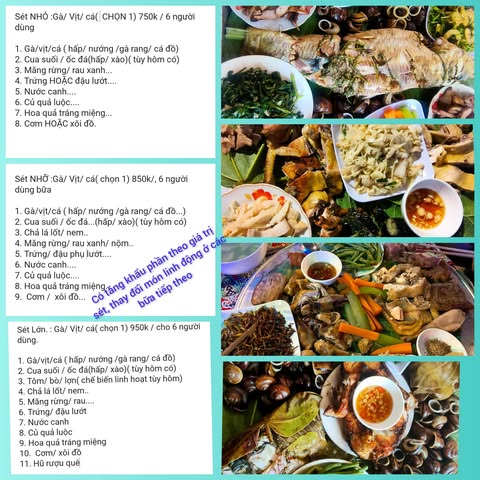 Sét NHỎ :Gà/ Vịt/ cá( CHỌN 1) 750k / 6 người
dùng
1. Gà/vịt/cá ( hấp/ nướng /gà rang/ cá đồ)
2. Cua suối / ốc đá(hấp/ xào)( tùy hôm có)
3. Măng rừng/ rau xanh...
4. Trứng HOẶC đậu lướt....
5. Nước canh....
6. Củ quả luộc....
7. Hoa quả tráng miệng...
8. Cơm HOẶC xôi đồ.
Sét NHỠ :Gà/ Vịt/ cá( chọn 1) 850k/, 6 người
dùng bữa
1. Gà/vịt/cá ( hấp/ nướng /gà rang/ cá đồ...)
2. Cua suối / ốc đá...(hấp/ xào)( tùy hôm có)
3. Chả lá lốt/ nem..
4. Măng rừng/ rau xanh/ nộm..
5. Trứng/ đậu phụ lướt....
6. Nước canh....
7. Củ quả luộc....
8. Hoa quả tráng miệng
9. Cơm / xôi đồ...
Có tăng khẩu phần theo giá trị
sét, thay đổi món linh động ở các
bữa tiếp theo
Sét Lớn. : Gà/ Vịt/ cá( chọn 1) 950k / cho 6 người
dùng.
1. Gà/vịt/cá ( hấp/ nướng /gà rang/ cá đồ)
2. Cua suối / ốc đá (hấp/ xào)( tùy hôm có)
3. Tôm/ bò/ lợn( chế biến linh hoạt tùy hôm)
4. Chả lá lốt/ nem..
5. Măng rừng/ rau....
6. Trứng/ đậu lướt
7. Nước canh
8. Củ quả luộc
9. Hoa quả tráng miệng
10. Cơm/ xôi đồ
11. Hũ rượu quế